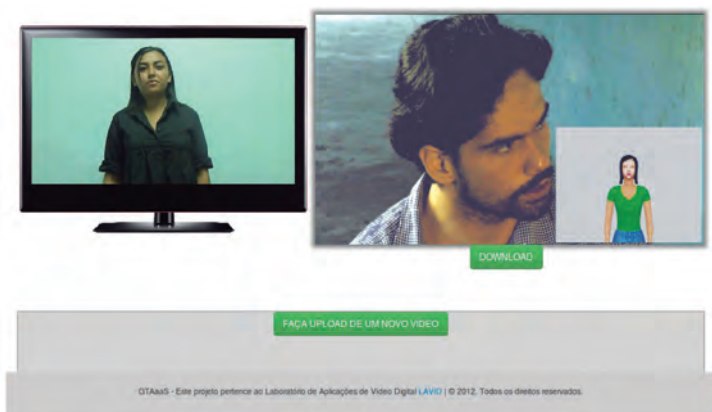 DOWNLOAD
FAÇA UPLOAD DE UM NOVO VIDEO
GTAaaS - Este projeto pertence ao Laboratório de Aplicações de Vídeo Digital LAViD | © 2012. Todos os direitos reservados.